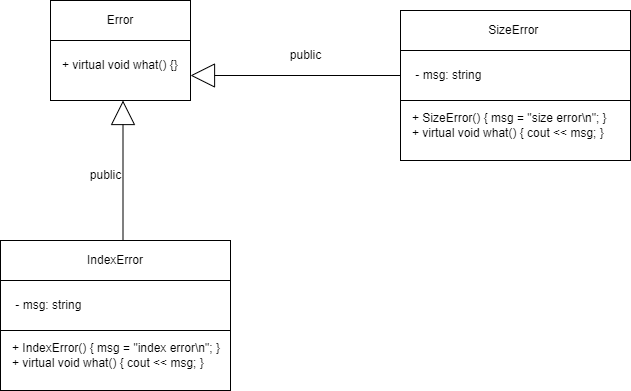 Error
+ virtual void what() {}
public
SizeError
- msg: string
+ SizeError() { msg = "size error\n"; }
+ virtual void what() { cout << msg; }
public
IndexError
- msg: string
+ IndexError() { msg = "index error\n"; }
+ virtual void what() { cout << msg; }